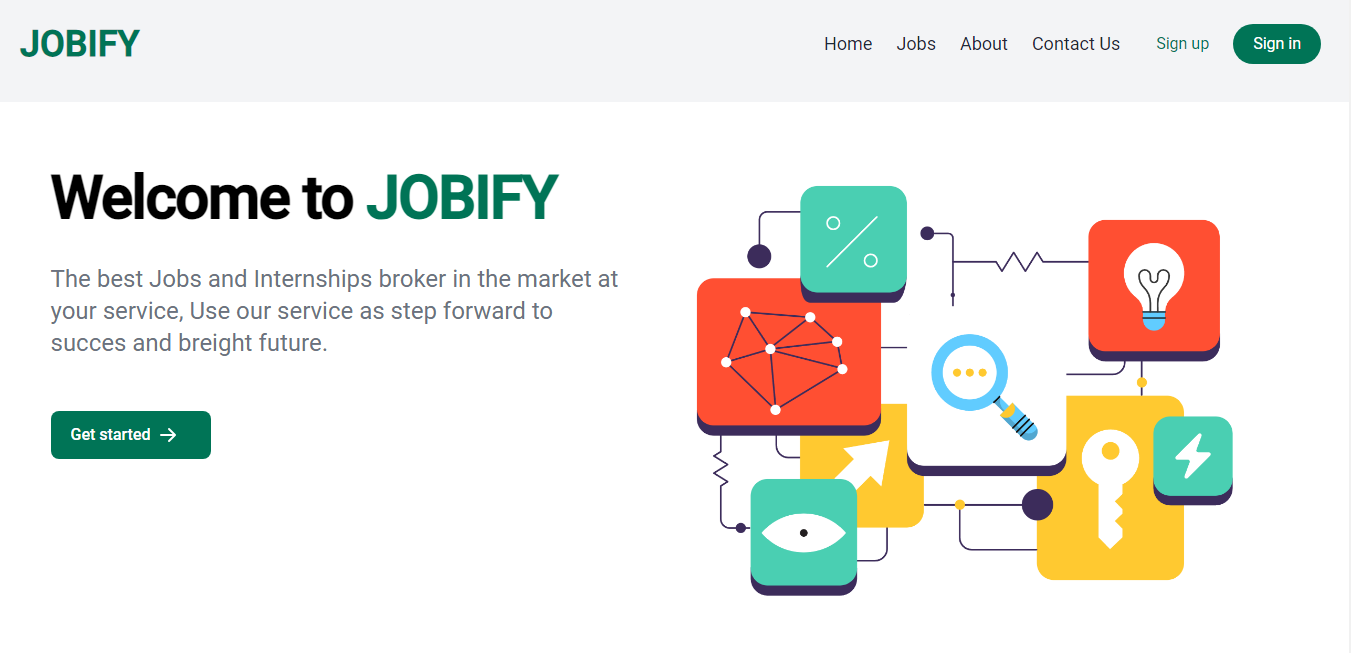 JOBIFY
Home Jobs About Contact Us Sign up Sign in
Welcome to JOBIFY
The best Jobs and Internships broker in the market at
your service, Use our service as step forward to
succes and breight future.
Get started